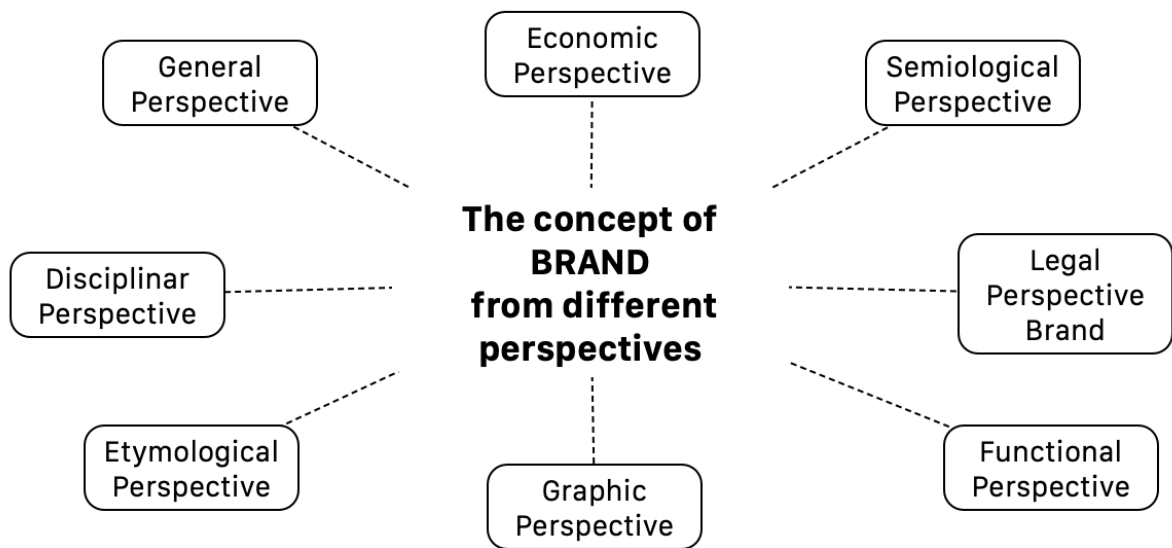 General
Perspective
Economic
Perspective
Semiological
Perspective
The concept of
BRAND
from different
perspectives
Disciplinar
Perspective
Legal
Perspective
Brand
Etymological
Perspective
Graphic
Perspective
Functional
Perspective